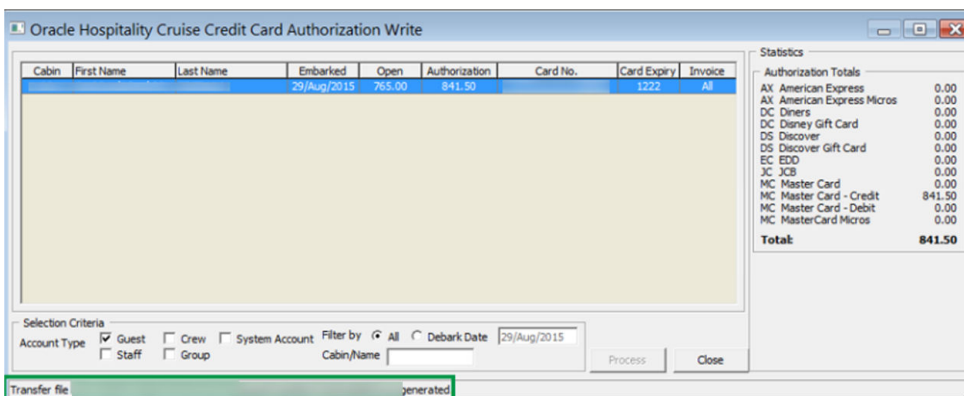 Oracle Hospitality Cruise Credit Card Authorization Write
Cabin First Name Last Name Embarked Open Authorization Card No. Card Expiry Invoice
29/Aug/2015 765.00 841.50 1222 All
Statistics
Authorization Totals
AX American Express 0.00
AX American Express Micros 0.00
DC Diners 0.00
DC Disney Gift Card 0.00
DS Discover 0.00
DS Discover Gift Card 0.00
EC EDD 0.00
JC JCB 0.00
MC Master Card 0.00
MC Master Card - Credit 841.50
MC Master Card - Debit 0.00
MC MasterCard Micros 0.00
Total: 841.50
Selection Criteria
Account Type Guest Crew System Account Filter by All Debark Date 29/Aug/2015
Staff Group Cabin/Name
Process Close
Transfer file generated